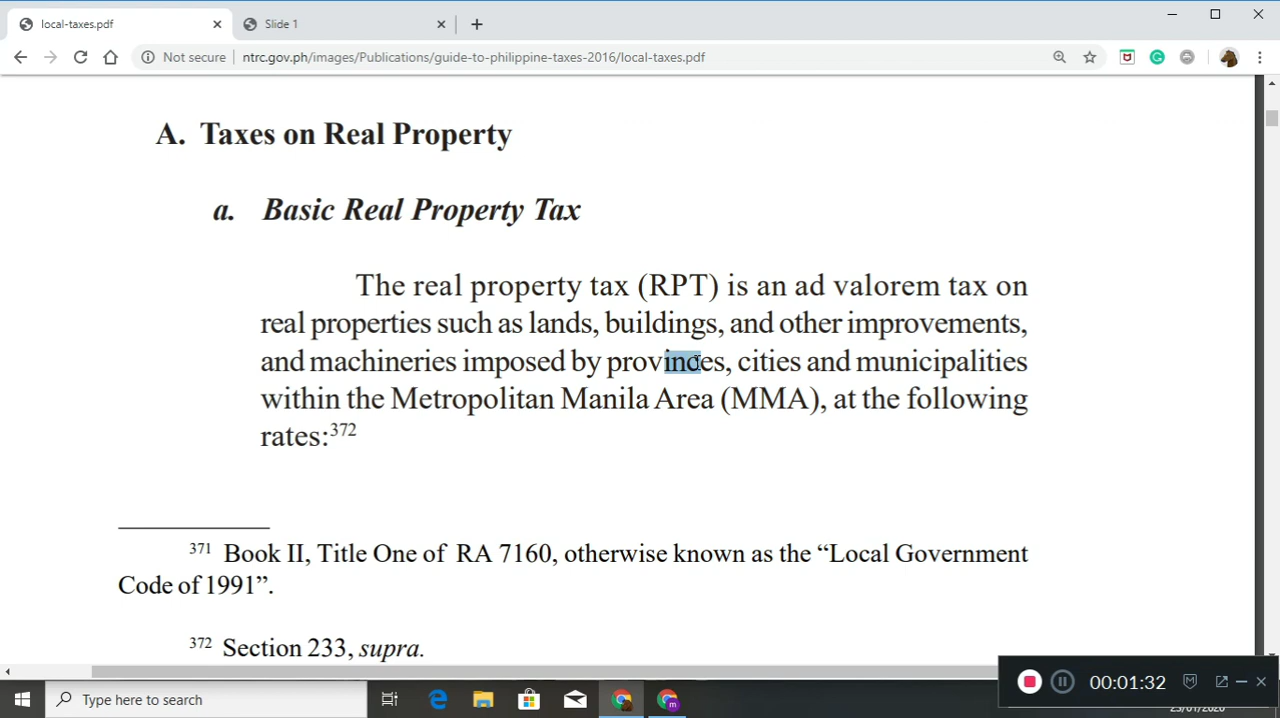 local-taxes.pdf
Slide 1
Not secure
ntrc.gov.ph/images/Publications/guide-to-philippine-taxes-2016/local-taxes.pdf
A. Taxes on Real Property
a. Basic Real Property Tax
The real property tax (RPT) is an ad valorem tax on
real properties such as lands, buildings, and other improvements,
and machineries imposed by provinces, cities and municipalities
within the Metropolitan Manila Area (MMA), at the following
rates:372
371 Book II, Title One of RA 7160, otherwise known as the “Local Government
Code of 1991”.
372 Section 233, supra.
Type here to search
00:01:32